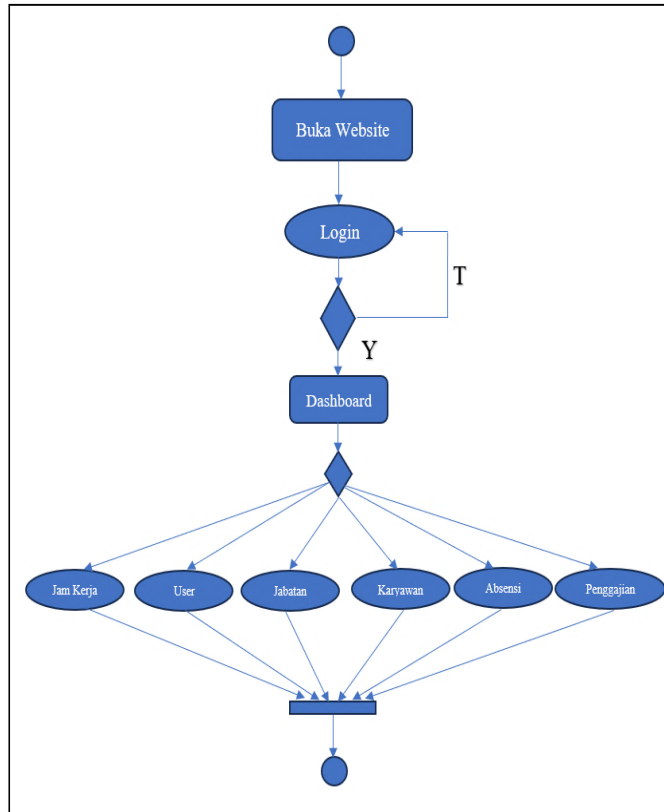 Buka Website
Login
T
Y
Dashboard
Jam Kerja
User
Jabatan
Karyawan
Absensi
Penggajian